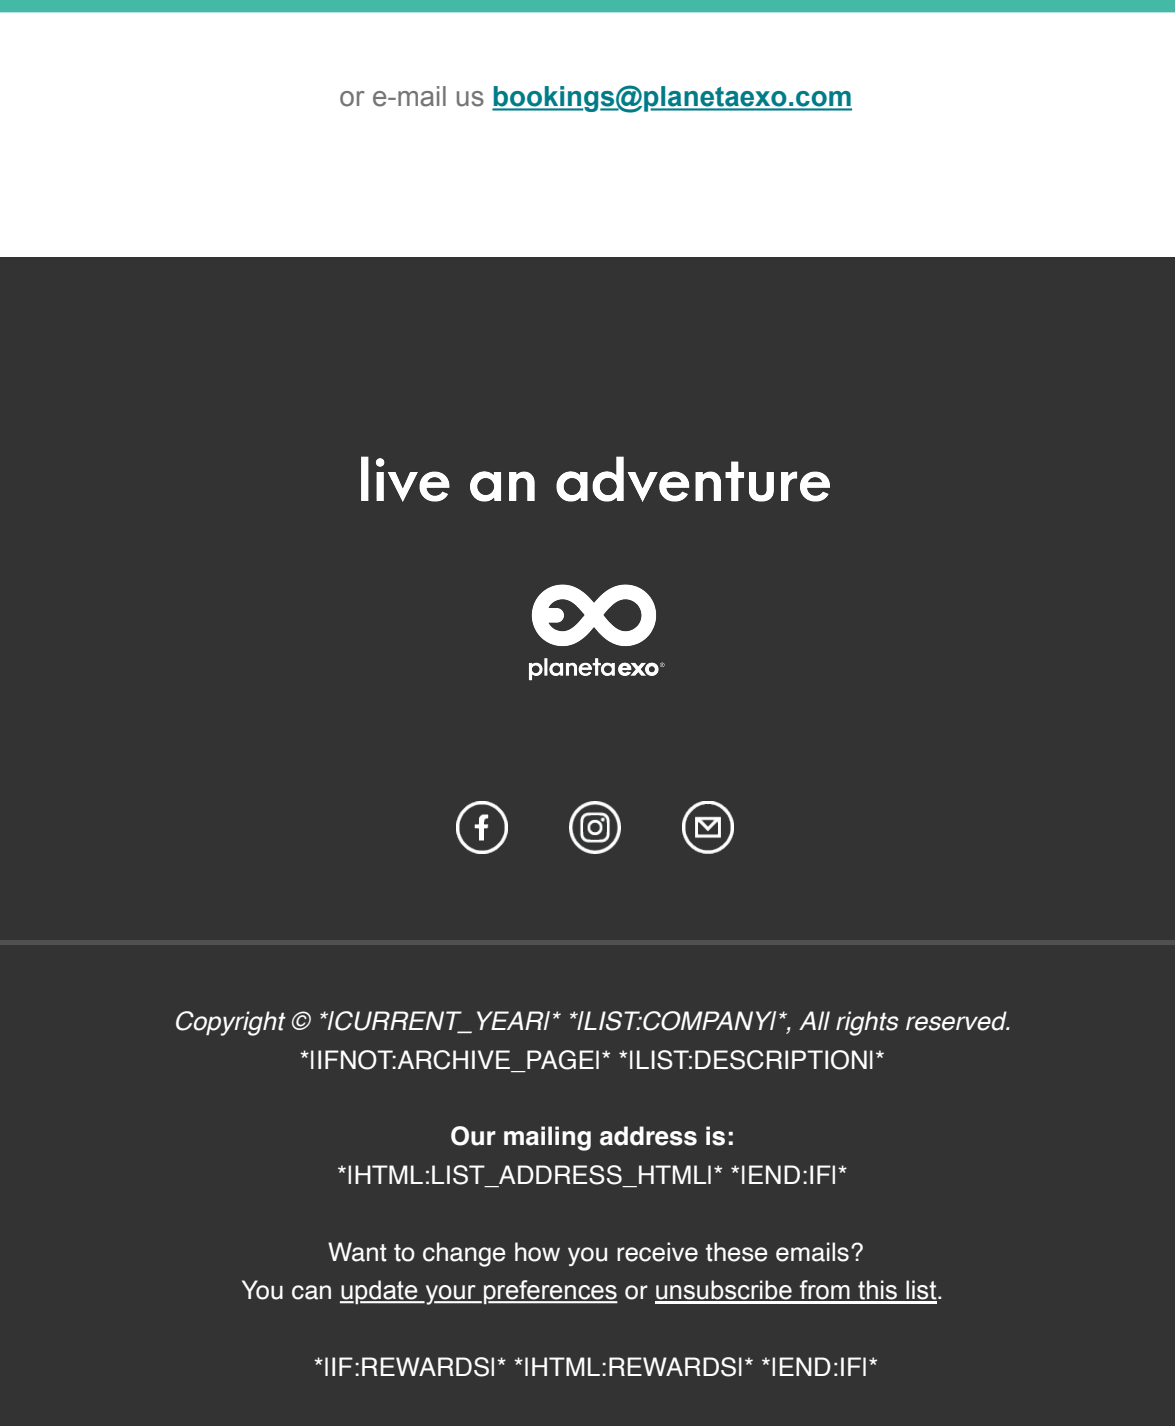 or e-mail us bookings@planetaexo.com
live an adventure
planetaexo®
Copyright © *|CURRENT_YEAR|* *|LIST:COMPANY|*, All rights reserved.
*|IFNOT:ARCHIVE_PAGE|* *|LIST:DESCRIPTION|*
Our mailing address is:
*|HTML:LIST_ADDRESS_HTML|* *|END:IF|*
Want to change how you receive these emails?
You can update your preferences or unsubscribe from this list.
*|IF:REWARDS|* *|HTML:REWARDS|* *|END:IF|*